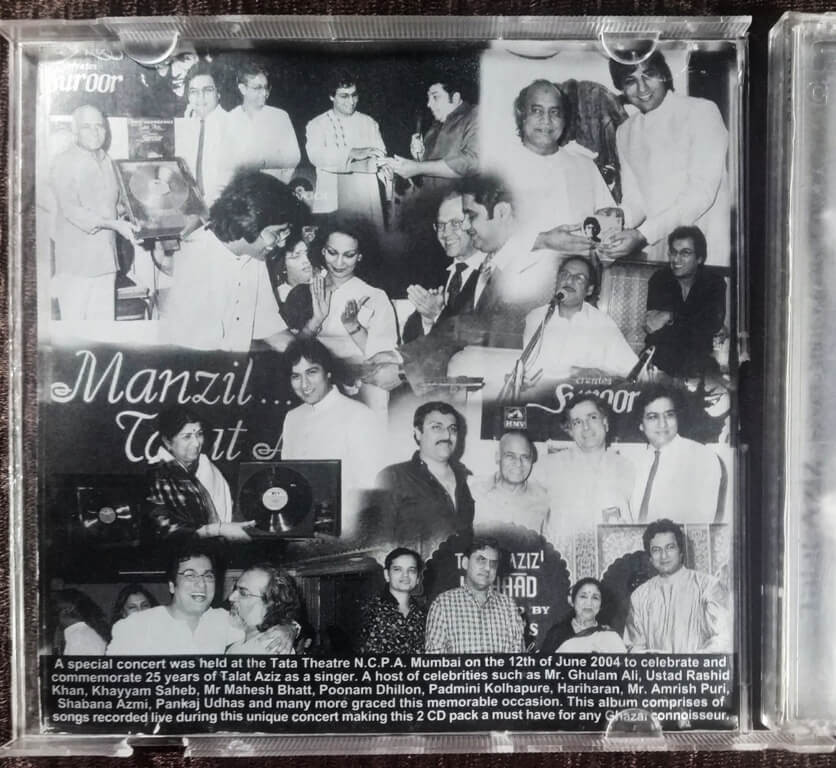 Suroor
Manzil...
creates
Suroor
HMV
AZIZ'
BY
A special concert was held at the Tata Theatre N.C.P.A. Mumbai on the 12th of June 2004 to celebrate and
commemorate 25 years of Talat Aziz as a singer. A host of celebrities such as Mr. Ghulam Ali, Ustad Rashid
Khan, Khayyam Saheb, Mr Mahesh Bhatt, Poonam Dhillon, Padmini Kolhapure, Hariharan, Mr. Amrish Puri,
Shabana Azmi, Pankaj Udhas and many more graced this memorable occasion. This album comprises of
songs recorded live during this unique concert making this 2 CD pack a must have for any Ghazal connoisseur.